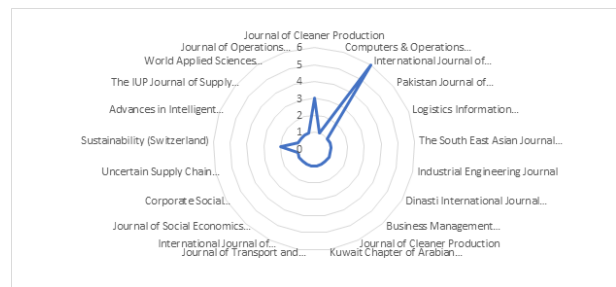 Journal of Cleaner Production
Journal of Operations... Computers & Operations...
World Applied Sciences... International Journal of...
The IUP Journal of Supply... Pakistan Journal of...
Advances in Intelligent... Logistics Information...
Sustainability (Switzerland) The South East Asian Journal...
Uncertain Supply Chain... Industrial Engineering Journal
Corporate Social... Dinasti International Journal...
Journal of Social Economics... Business Management...
International Journal of... Journal of Cleaner Production
Journal of Transport and... Kuwait Chapter of Arabian...
6
5
4
3
2
1
0